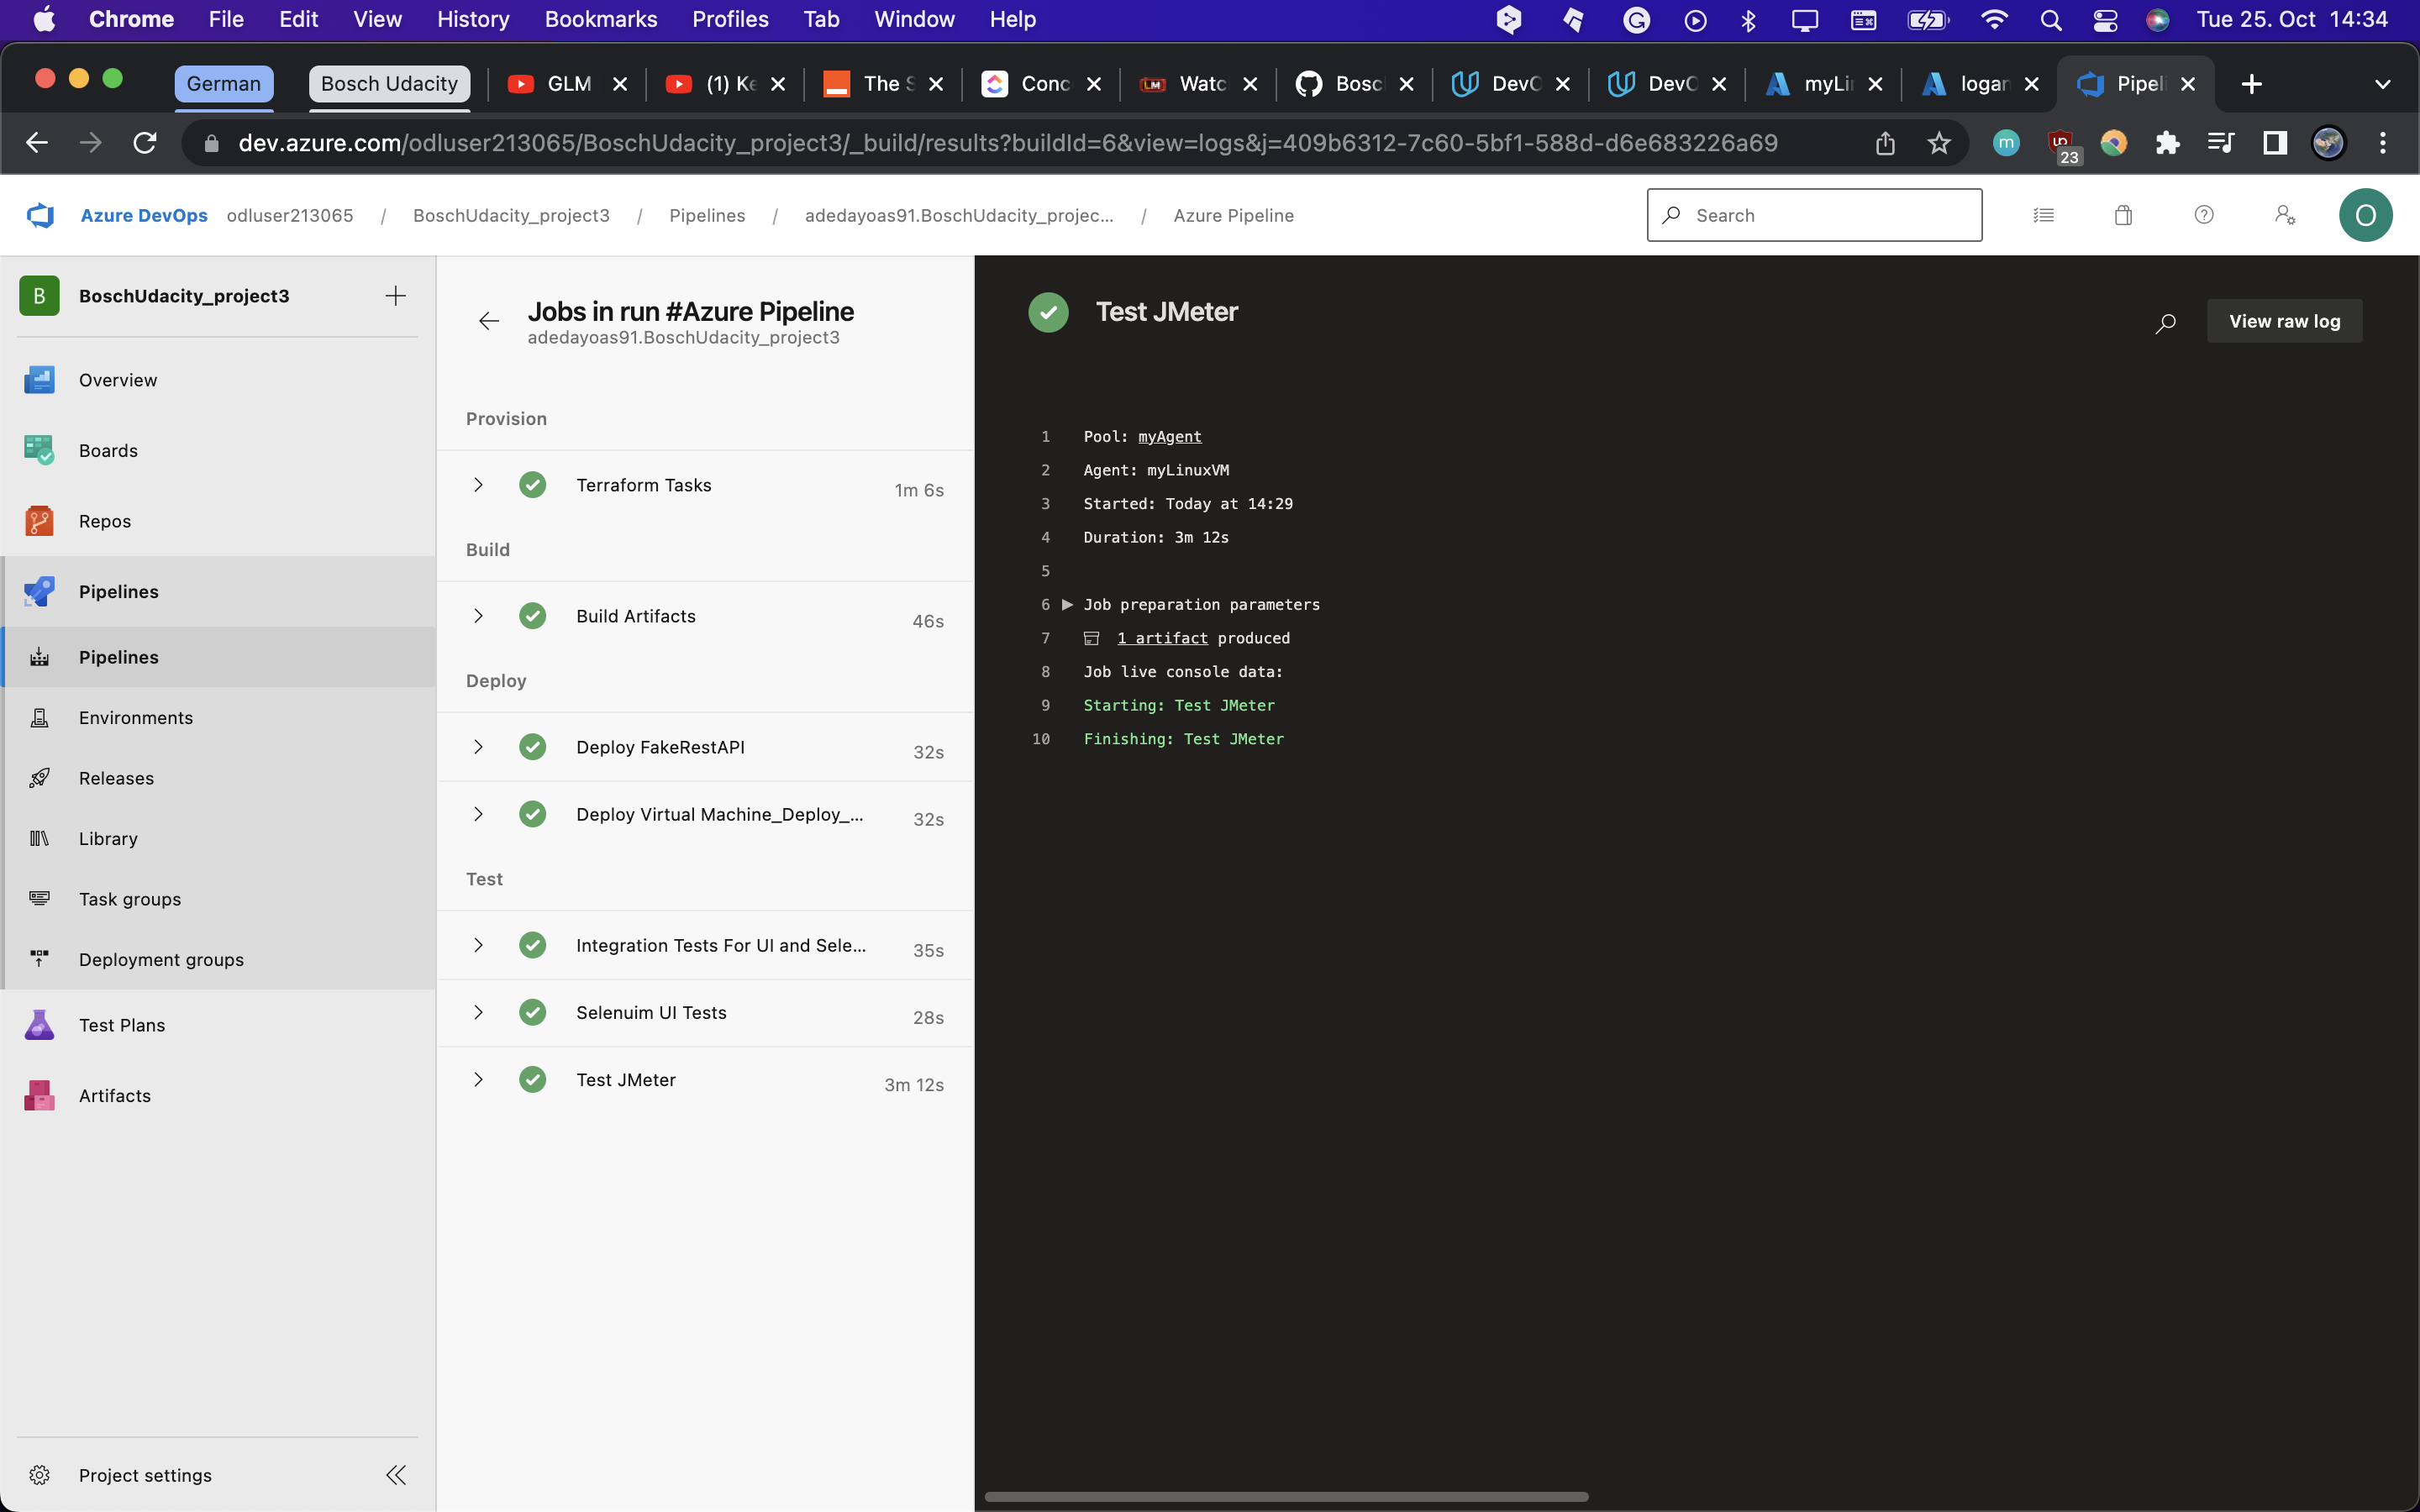 Chrome File Edit View History Bookmarks Profiles Tab Window Help Tue 25. Oct 14:34
German Bosch Udacity GLM (1) Ke The S Conc Watc Bosc DevO DevO myLi logan Pipeli
dev.azure.com/odluser213065/BoschUdacity_project3/_build/results?buildId=6&view=logs&j=409b6312-7c60-5bf1-588d-d6e683226a69
m
23
Azure DevOps odluser213065 / BoschUdacity_project3 / Pipelines / adedayoas91.BoschUdacity_projec... / Azure Pipeline
Search
O
B BoschUdacity_project3
Overview
Boards
Repos
Pipelines
Pipelines
Environments
Releases
Library
Task groups
Deployment groups
Test Plans
Artifacts
Project settings
Jobs in run #Azure Pipeline
adedayoas91.BoschUdacity_project3
Provision
Terraform Tasks 1m 6s
Build
Build Artifacts 46s
Deploy
Deploy FakeRestAPI 32s
Deploy Virtual Machine_Deploy_... 32s
Test
Integration Tests For UI and Sele... 35s
Selenuim UI Tests 28s
Test JMeter 3m 12s
Test JMeter
View raw log
1 Pool: myAgent
2 Agent: myLinuxVM
3 Started: Today at 14:29
4 Duration: 3m 12s
5
6 Job preparation parameters
7 1 artifact produced
8 Job live console data:
9 Starting: Test JMeter
10 Finishing: Test JMeter